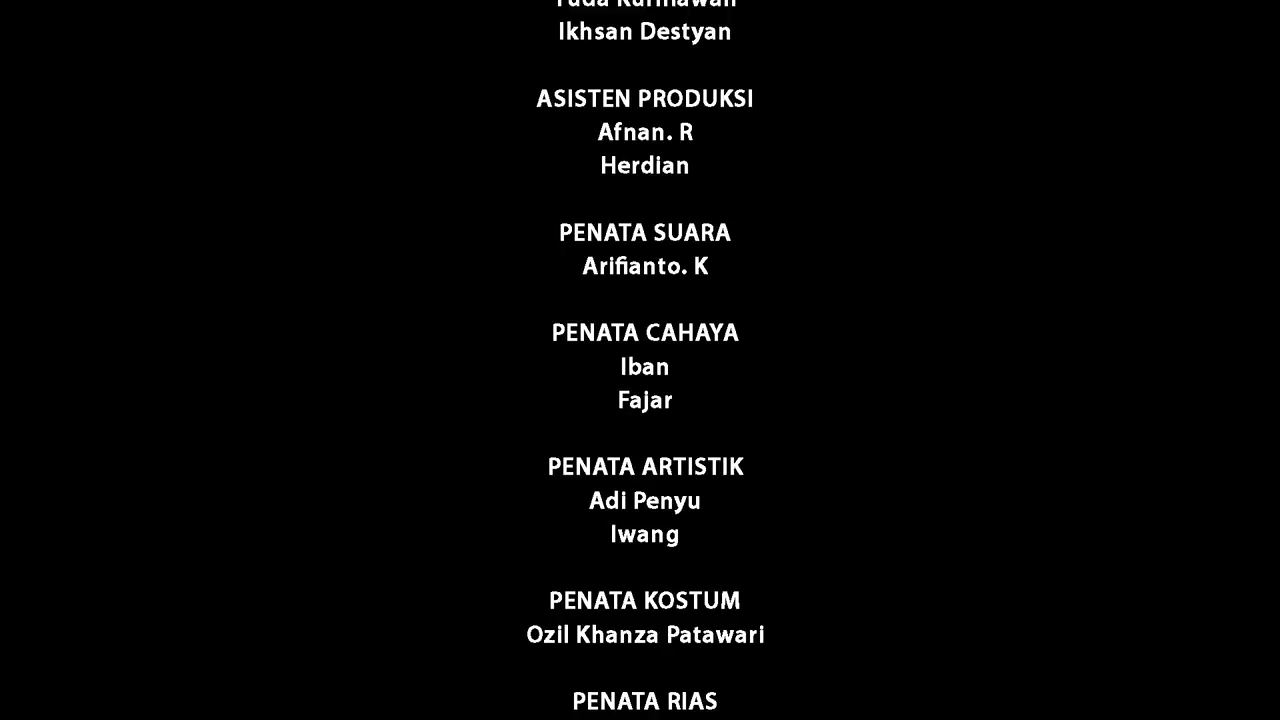 Ikhsan Destyan
ASISTEN PRODUKSI
Afnan. R
Herdian
PENATA SUARA
Arifianto. K
PENATA CAHAYA
Iban
Fajar
PENATA ARTISTIK
Adi Penyu
Iwang
PENATA KOSTUM
Ozil Khanza Patawari
PENATA RIAS